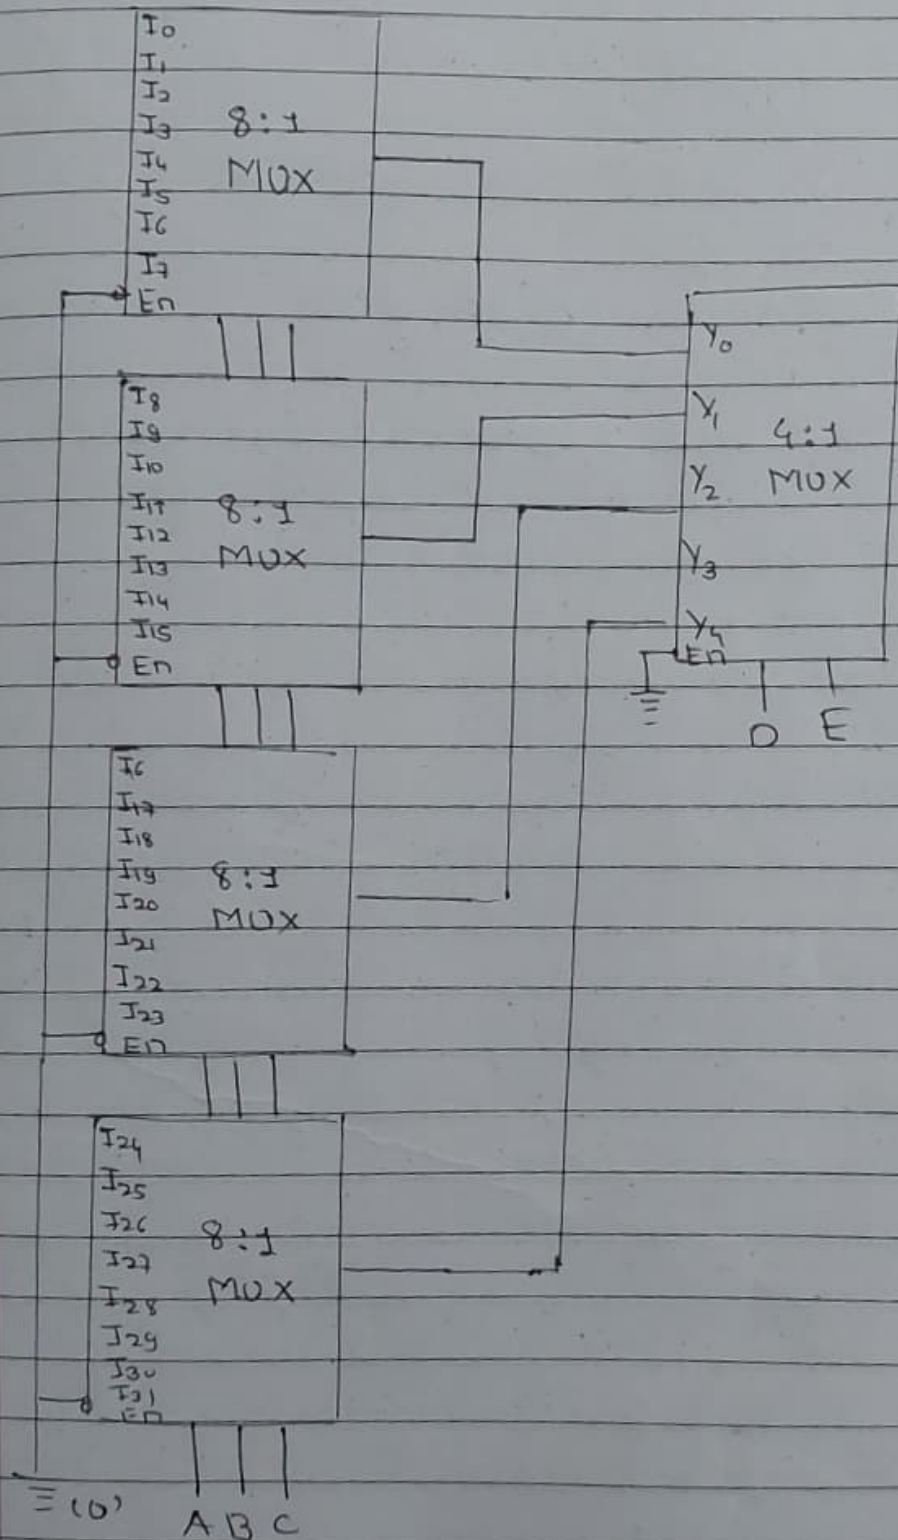 I0
I1
I2
I3
I4
I5
I6
I7
En
8:1
MUX
I8
I9
I10
I11
I12
I13
I14
I15
En
8:1
MUX
I6
I17
I18
I19
I20
I21
I22
I23
En
8:1
MUX
I24
I25
I26
I27
I28
I29
I30
I31
En
8:1
MUX
(0)
A B C
Y0
Y1
Y2
Y3
Y4
En
4:1
MUX
D E